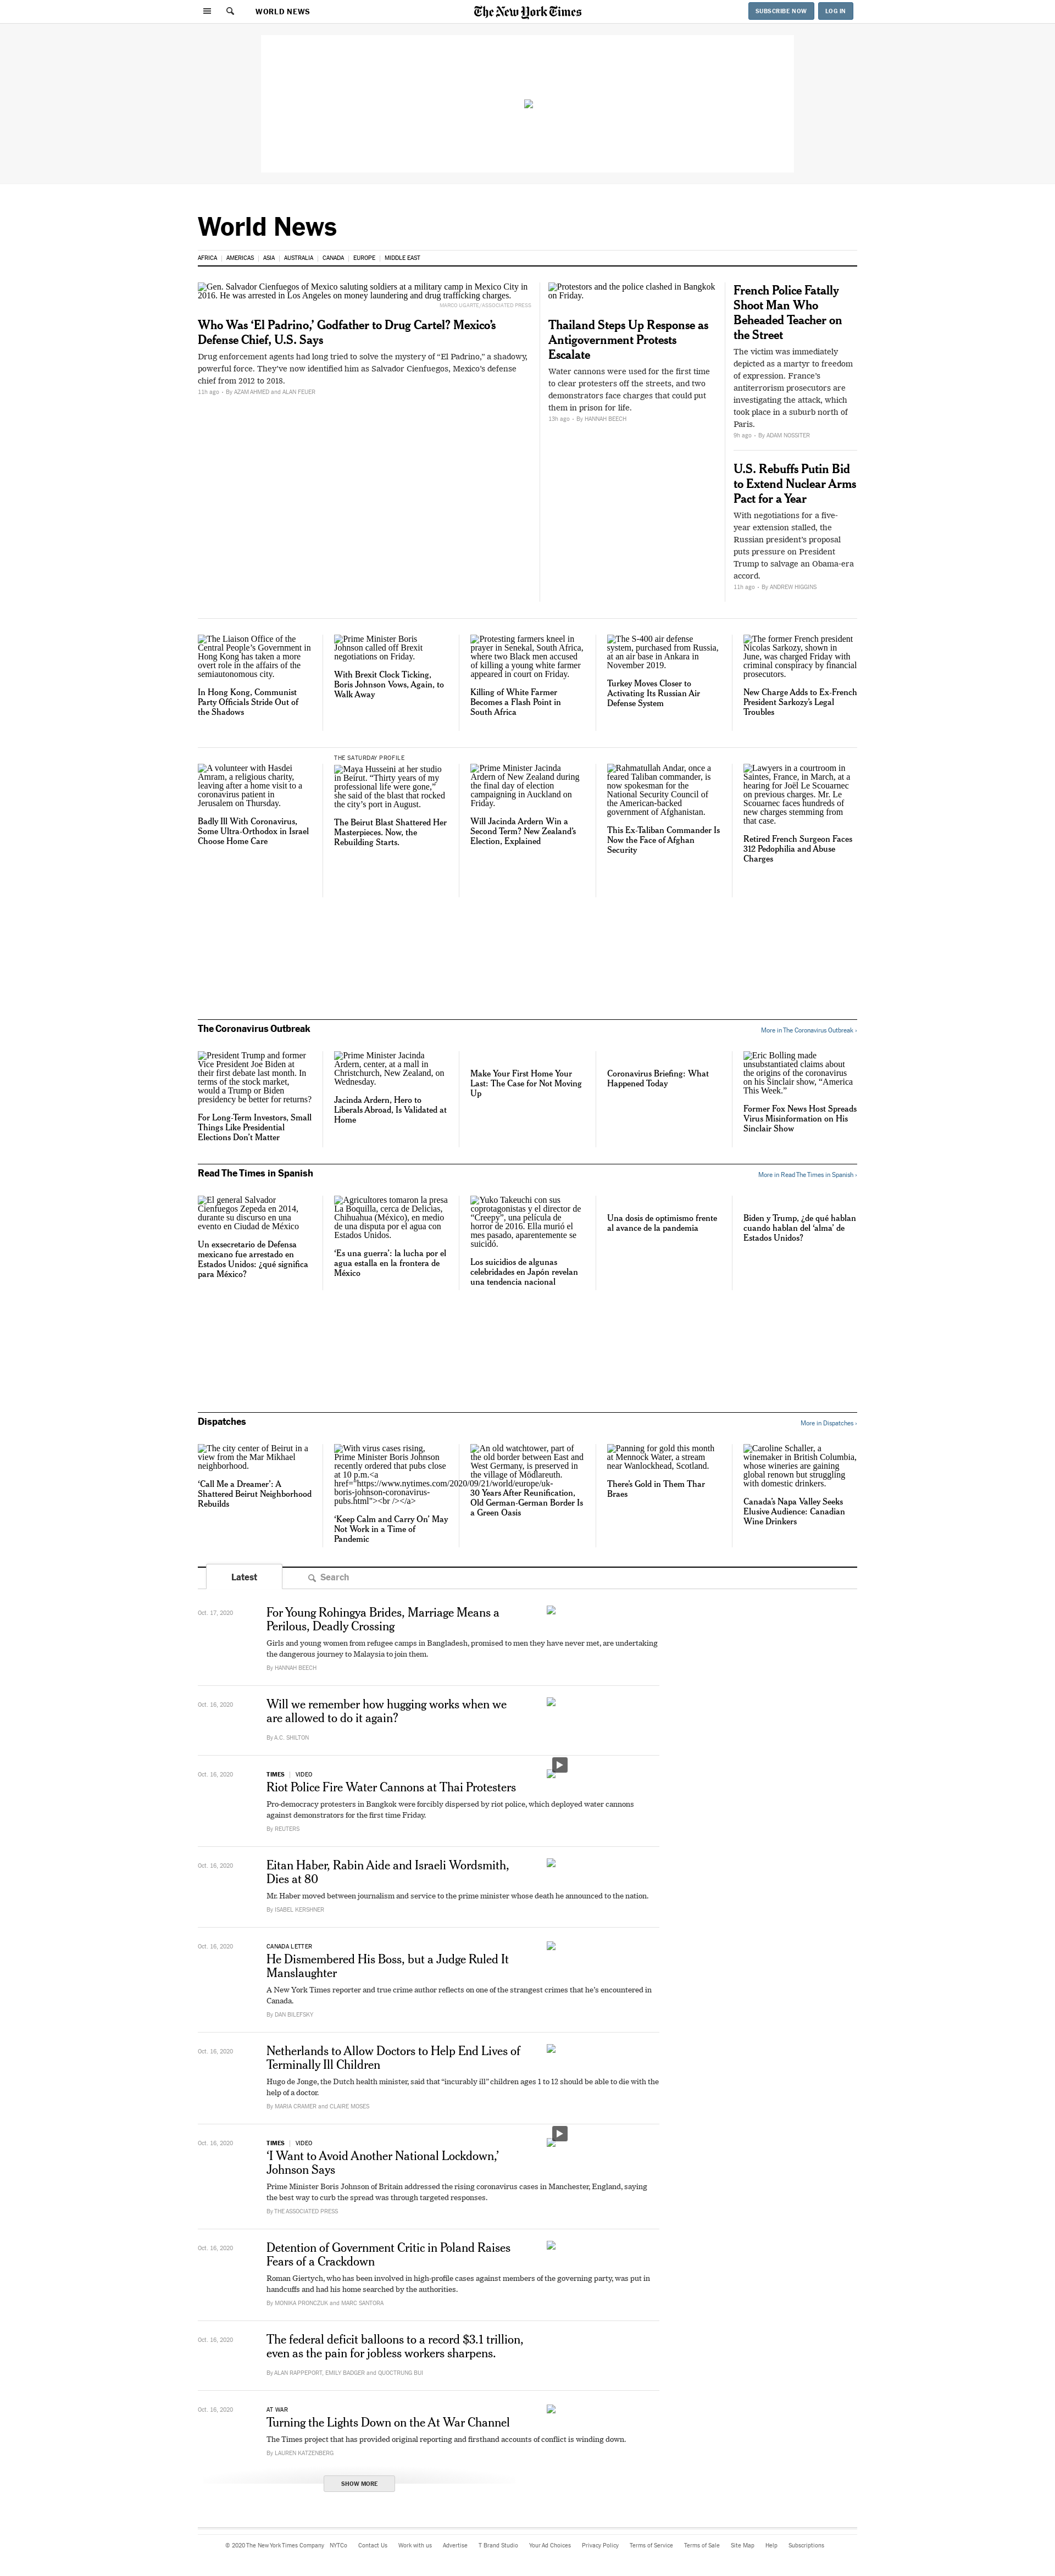 WORLD NEWS
The New York Times
SUBSCRIBE NOW
LOG IN
World News
AFRICA | AMERICAS | ASIA | AUSTRALIA | CANADA | EUROPE | MIDDLE EAST
Gen. Salvador Cienfuegos of Mexico saluting soldiers at a military camp in Mexico City in
2016. He was arrested in Los Angeles on money laundering and drug trafficking charges.
MARCO UGARTE/ASSOCIATED PRESS
Who Was ‘El Padrino,’ Godfather to Drug Cartel? Mexico’s
Defense Chief, U.S. Says
Drug enforcement agents had long tried to solve the mystery of “El Padrino,” a shadowy,
powerful force. They’ve now identified him as Salvador Cienfuegos, Mexico’s defense
chief from 2012 to 2018.
11h ago - By AZAM AHMED and ALAN FEUER
Protestors and the police clashed in Bangkok
on Friday.
Thailand Steps Up Response as
Antigovernment Protests
Escalate
Water cannons were used for the first time
to clear protesters off the streets, and two
demonstrators face charges that could put
them in prison for life.
13h ago - By HANNAH BEECH
French Police Fatally
Shoot Man Who
Beheaded Teacher on
the Street
The victim was immediately
depicted as a martyr to freedom
of expression. France’s
antiterrorism prosecutors are
investigating the attack, which
took place in a suburb north of
Paris.
9h ago - By ADAM NOSSITER
U.S. Rebuffs Putin Bid
to Extend Nuclear Arms
Pact for a Year
With negotiations for a five-
year extension stalled, the
Russian president’s proposal
puts pressure on President
Trump to salvage an Obama-era
accord.
11h ago - By ANDREW HIGGINS
The Liaison Office of the
Central People’s Government in
Hong Kong has taken a more
overt role in the affairs of the
semiautonomous city.
In Hong Kong, Communist
Party Officials Stride Out of
the Shadows
Prime Minister Boris
Johnson called off Brexit
negotiations on Friday.
With Brexit Clock Ticking,
Boris Johnson Vows, Again, to
Walk Away
Protesting farmers kneel in
prayer in Senekal, South Africa,
where two Black men accused
of killing a young white farmer
appeared in court on Friday.
Killing of White Farmer
Becomes a Flash Point in
South Africa
The S-400 air defense
system, purchased from Russia,
at an air base in Ankara in
November 2019.
Turkey Moves Closer to
Activating Its Russian Air
Defense System
The former French president
Nicolas Sarkozy, shown in
June, was charged Friday with
criminal conspiracy by financial
prosecutors.
New Charge Adds to Ex-French
President Sarkozy’s Legal
Troubles
A volunteer with Hasdei
Amram, a religious charity,
leaving after a home visit to a
coronavirus patient in
Jerusalem on Thursday.
Badly Ill With Coronavirus,
Some Ultra-Orthodox in Israel
Choose Home Care
THE SATURDAY PROFILE
Maya Husseini at her studio
in Beirut. “Thirty years of my
professional life were gone,”
she said of the blast that rocked
the city’s port in August.
The Beirut Blast Shattered Her
Masterpieces. Now, the
Rebuilding Starts.
Prime Minister Jacinda
Ardern of New Zealand during
the final day of election
campaigning in Auckland on
Friday.
Will Jacinda Ardern Win a
Second Term? New Zealand’s
Election, Explained
Rahmatullah Andar, once a
feared Taliban commander, is
now spokesman for the
National Security Council of
the American-backed
government of Afghanistan.
This Ex-Taliban Commander Is
Now the Face of Afghan
Security
Lawyers in a courtroom in
Saintes, France, in March, at a
hearing for Joël Le Scouarnec
on previous charges. Mr. Le
Scouarnec faces hundreds of
new charges stemming from
that case.
Retired French Surgeon Faces
312 Pedophilia and Abuse
Charges
The Coronavirus Outbreak
More in The Coronavirus Outbreak »
President Trump and former
Vice President Joe Biden at
their first debate last month. In
terms of the stock market,
would a Trump or Biden
presidency be better for returns?
For Long-Term Investors, Small
Things Like Presidential
Elections Don’t Matter
Prime Minister Jacinda
Ardern, center, at a mall in
Christchurch, New Zealand, on
Wednesday.
Jacinda Ardern, Hero to
Liberals Abroad, Is Validated at
Home
Make Your First Home Your
Last: The Case for Not Moving
Up
Coronavirus Briefing: What
Happened Today
Eric Bolling made
unsubstantiated claims about
the origins of the coronavirus
on his Sinclair show, “America
This Week.”
Former Fox News Host Spreads
Virus Misinformation on His
Sinclair Show
Read The Times in Spanish
More in Read The Times in Spanish »
El general Salvador
Cienfuegos Zepeda en 2014,
durante su discurso en una
evento en Ciudad de México
Un exsecretario de Defensa
mexicano fue arrestado en
Estados Unidos: ¿qué significa
para México?
Agricultores tomaron la presa
La Boquilla, cerca de Delicias,
Chihuahua (México), en medio
de una disputa por el agua con
Estados Unidos.
‘Es una guerra’: la lucha por el
agua estalla en la frontera de
México
Yuko Takeuchi con sus
coprotagonistas y el director de
“Creepy”, una película de
horror de 2016. Ella murió el
mes pasado, aparentemente se
suicidó.
Los suicidios de algunas
celebridades en Japón revelan
una tendencia nacional
Una dosis de optimismo frente
al avance de la pandemia
Biden y Trump, ¿de qué hablan
cuando hablan del ‘alma’ de
Estados Unidos?
Dispatches
More in Dispatches »
The city center of Beirut in a
view from the Mar Mikhael
neighborhood.
‘Call Me a Dreamer’: A
Shattered Beirut Neighborhood
Rebuilds
With virus cases rising,
Prime Minister Boris Johnson
recently ordered that pubs close
at 10 p.m.<a
href="https://www.nytimes.com/2020/09/21/world/europe/uk-
boris-johnson-coronavirus-
pubs.html"><br /></a>
‘Keep Calm and Carry On’ May
Not Work in a Time of
Pandemic
An old watchtower, part of
the old border between East and
West Germany, is preserved in
the village of Mödlareuth.
30 Years After Reunification,
Old German-German Border Is
a Green Oasis
Panning for gold this month
at Mennock Water, a stream
near Wanlockhead, Scotland.
There’s Gold in Them Thar
Braes
Caroline Schaller, a
winemaker in British Columbia,
whose wineries are gaining
global renown but struggling
with domestic drinkers.
Canada’s Napa Valley Seeks
Elusive Audience: Canadian
Wine Drinkers
Latest
Search
Oct. 17, 2020
For Young Rohingya Brides, Marriage Means a
Perilous, Deadly Crossing
Girls and young women from refugee camps in Bangladesh, promised to men they have never met, are undertaking
the dangerous journey to Malaysia to join them.
By HANNAH BEECH
Oct. 16, 2020
Will we remember how hugging works when we
are allowed to do it again?
By A.C. SHILTON
Oct. 16, 2020
TIMES | VIDEO
Riot Police Fire Water Cannons at Thai Protesters
Pro-democracy protesters in Bangkok were forcibly dispersed by riot police, which deployed water cannons
against demonstrators for the first time Friday.
By REUTERS
Oct. 16, 2020
Eitan Haber, Rabin Aide and Israeli Wordsmith,
Dies at 80
Mr. Haber moved between journalism and service to the prime minister whose death he announced to the nation.
By ISABEL KERSHNER
Oct. 16, 2020
CANADA LETTER
He Dismembered His Boss, but a Judge Ruled It
Manslaughter
A New York Times reporter and true crime author reflects on one of the strangest crimes that he’s encountered in
Canada.
By DAN BILEFSKY
Oct. 16, 2020
Netherlands to Allow Doctors to Help End Lives of
Terminally Ill Children
Hugo de Jonge, the Dutch health minister, said that “incurably ill” children ages 1 to 12 should be able to die with the
help of a doctor.
By MARIA CRAMER and CLAIRE MOSES
Oct. 16, 2020
TIMES | VIDEO
‘I Want to Avoid Another National Lockdown,’
Johnson Says
Prime Minister Boris Johnson of Britain addressed the rising coronavirus cases in Manchester, England, saying
the best way to curb the spread was through targeted responses.
By THE ASSOCIATED PRESS
Oct. 16, 2020
Detention of Government Critic in Poland Raises
Fears of a Crackdown
Roman Giertych, who has been involved in high-profile cases against members of the governing party, was put in
handcuffs and had his home searched by the authorities.
By MONIKA PRONCZUK and MARC SANTORA
Oct. 16, 2020
The federal deficit balloons to a record $3.1 trillion,
even as the pain for jobless workers sharpens.
By ALAN RAPPEPORT, EMILY BADGER and QUOCTRUNG BUI
Oct. 16, 2020
AT WAR
Turning the Lights Down on the At War Channel
The Times project that has provided original reporting and firsthand accounts of conflict is winding down.
By LAUREN KATZENBERG
SHOW MORE
© 2020 The New York Times Company NYTCo Contact Us Work with us Advertise T Brand Studio Your Ad Choices Privacy Policy Terms of Service Terms of Sale Site Map Help Subscriptions